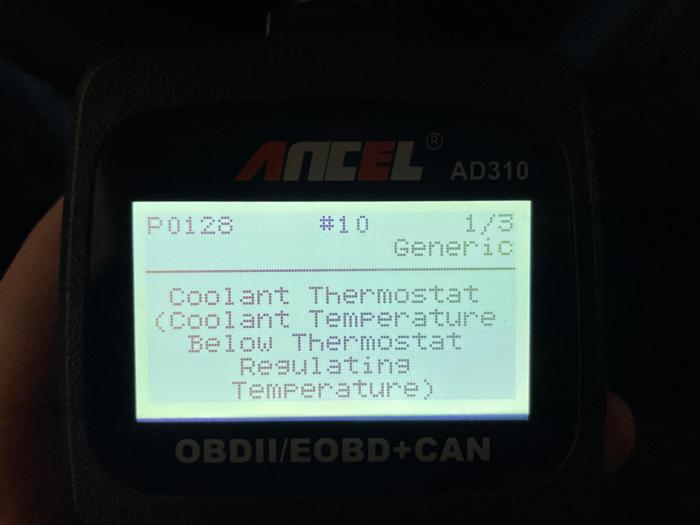 ANCEL® AD310
P0128 #10 1/3
Generic
Coolant Thermostat
(Coolant Temperature
Below Thermostat
Regulating
Temperature)
OBDII/EOBD+CAN